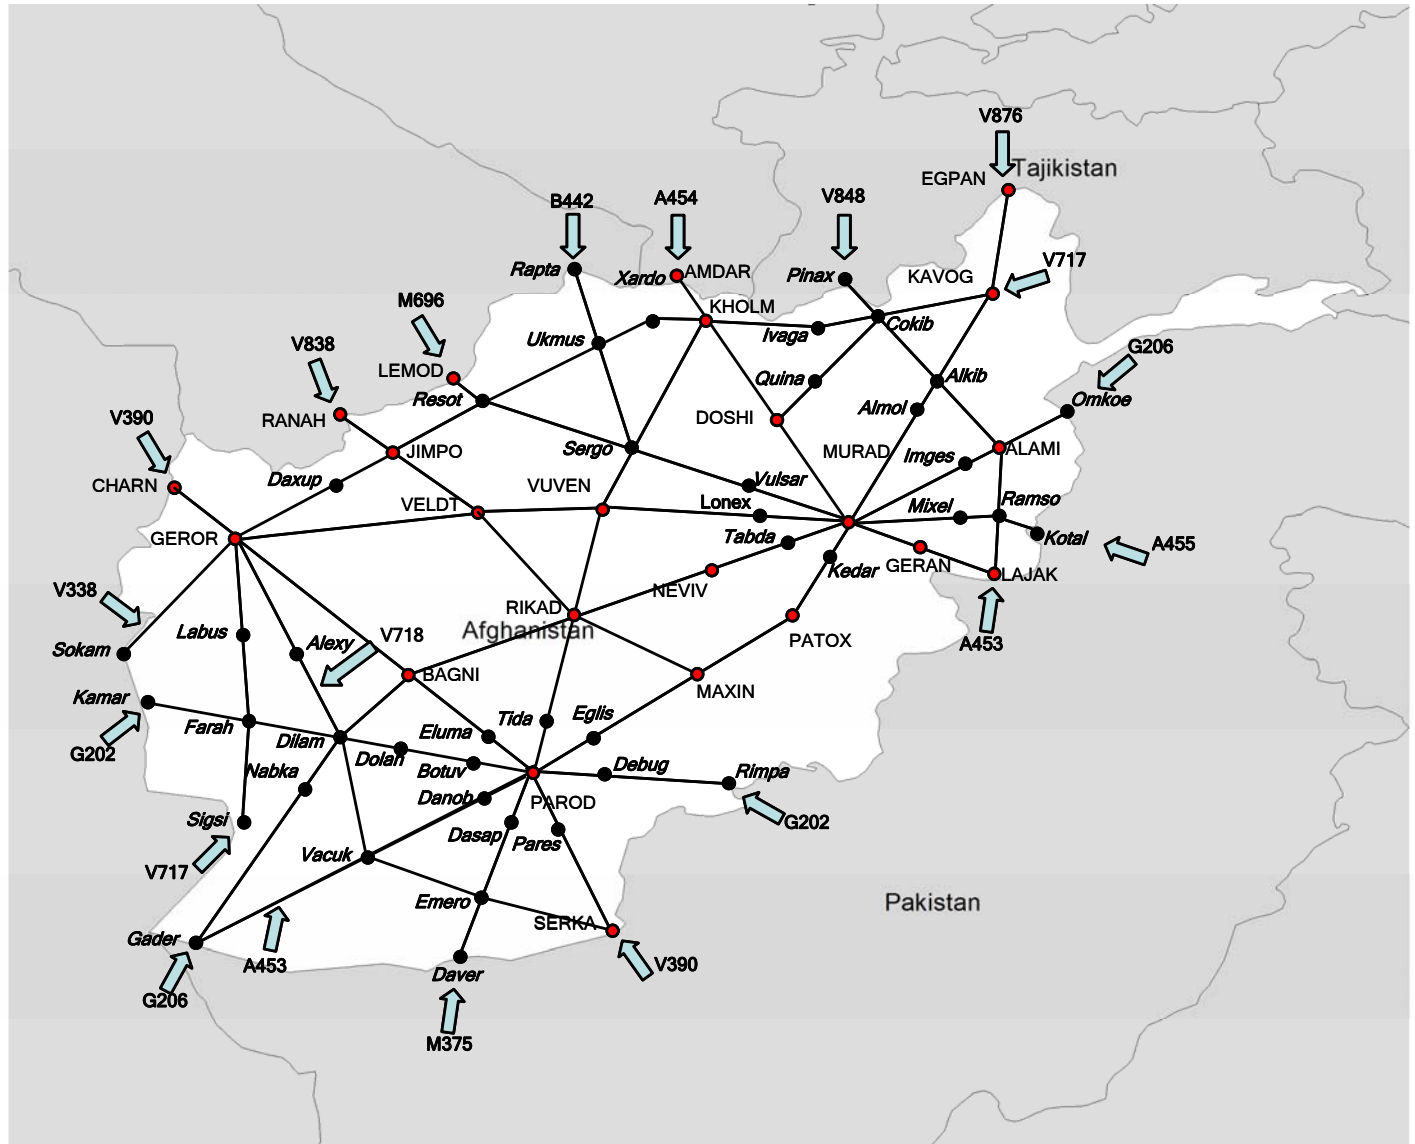 V876
Tajikistan
EGPAN
B442
A454
V848
Rapta
Xardo
AMDAR
Pinax
KAVOG
V717
M696
KHOLM
Ukmus
Ivaga
Cokib
V838
LEMOD
G206
Resot
Quina
Alkib
Omkoe
V390
RANAH
DOSHI
Almol
JIMPO
Sergo
MURAD
Imges
ALAMI
CHARN
Daxup
VUVEN
Vulsar
VELDT
Lonex
Mixel
Ramso
GEROR
Tabda
Kotal
A455
Kedar
GERAN
LAJAK
V338
NEVIV
RIKAD
Afghanistan
Labus
Alexy
V718
PATOX
A453
Sokam
BAGNI
MAXIN
Kamar
Farah
Tida
Eglis
Eluma
Dilam
G202
Dolah
Nabka
Botuv
Debug
Rimpa
Danob
PAROD
Sigsi
Dasap
Pares
G202
Vacuk
V717
Emero
SERKA
Pakistan
Gader
A453
V390
Daver
G206
M375